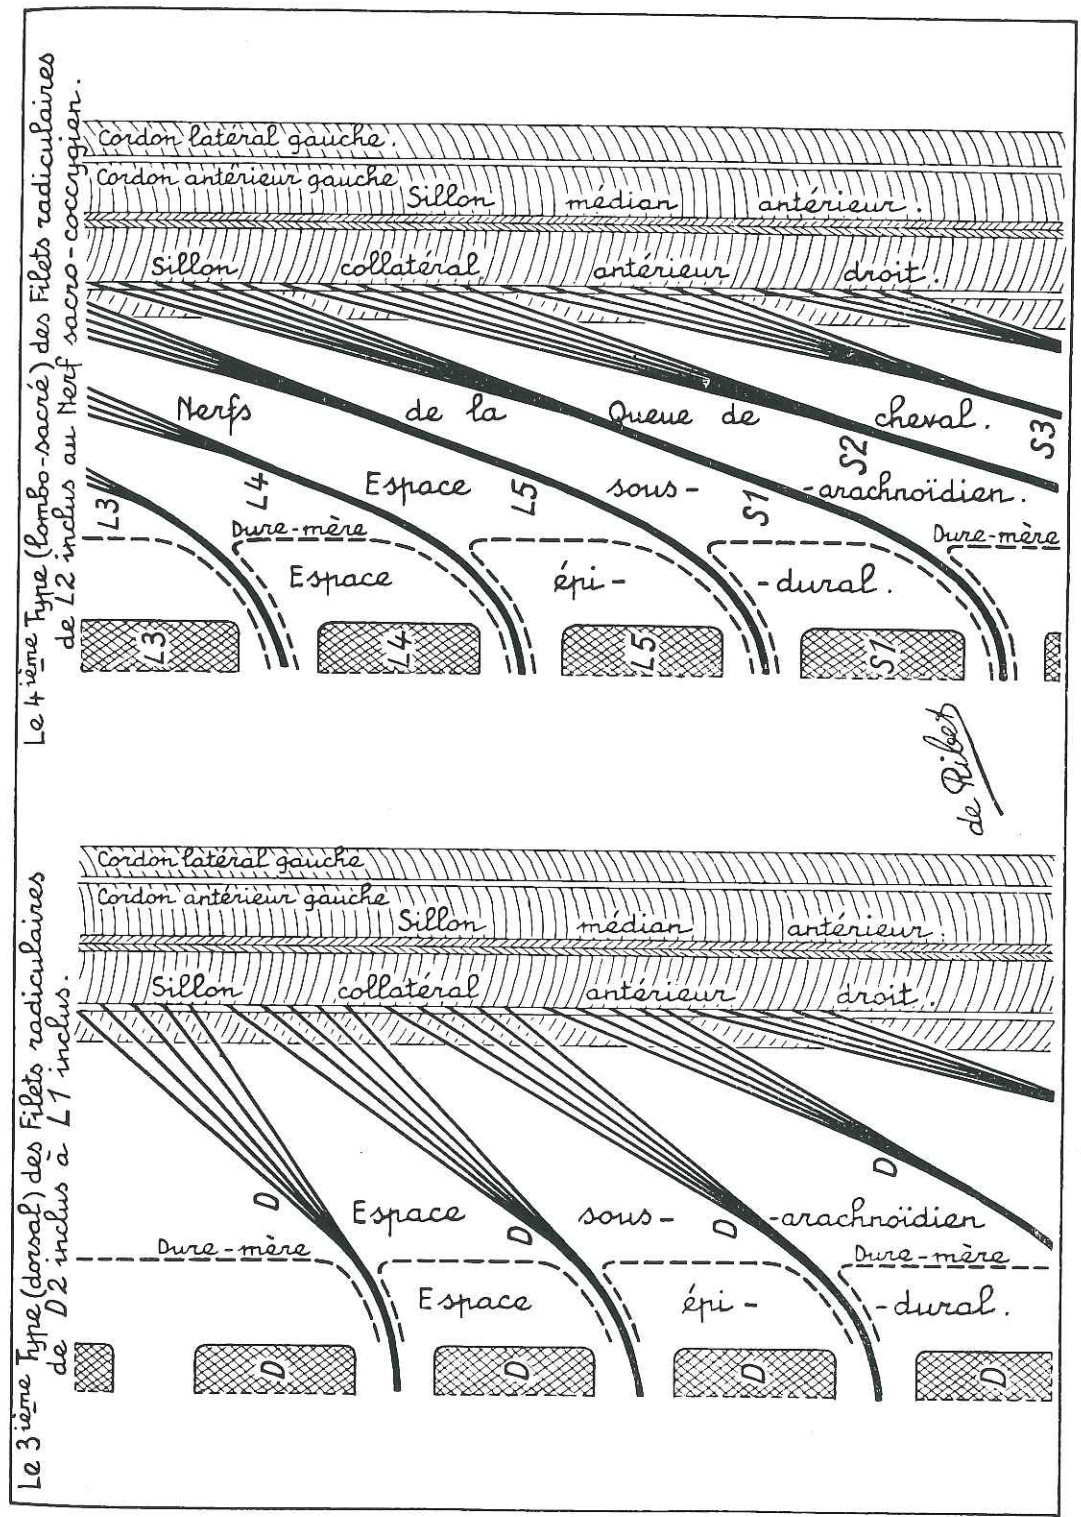 Le 4ième Type (lombo-sacré) des Filets radiculaires
de L2 inclus au Nerf sacro-coccygien.
Cordon latéral gauche.
Cordon antérieur gauche
Sillon médian antérieur.
Sillon collatéral antérieur droit.
Nerfs de la Queue de cheval.
L3 L4 L5 S1 S2 S3
Espace sous- -arachnoïdien.
Dure-mère Dure-mère
Espace épi- -dural.
L3 L4 L5 S1
de Ribet
Le 3ième Type (dorsal) des Filets radiculaires
de D2 inclus à L1 inclus.
Cordon latéral gauche
Cordon antérieur gauche
Sillon médian antérieur.
Sillon collatéral antérieur droit.
D D D D
Espace sous- -arachnoïdien
Dure-mère Dure-mère
Espace épi- -dural.
D D D D